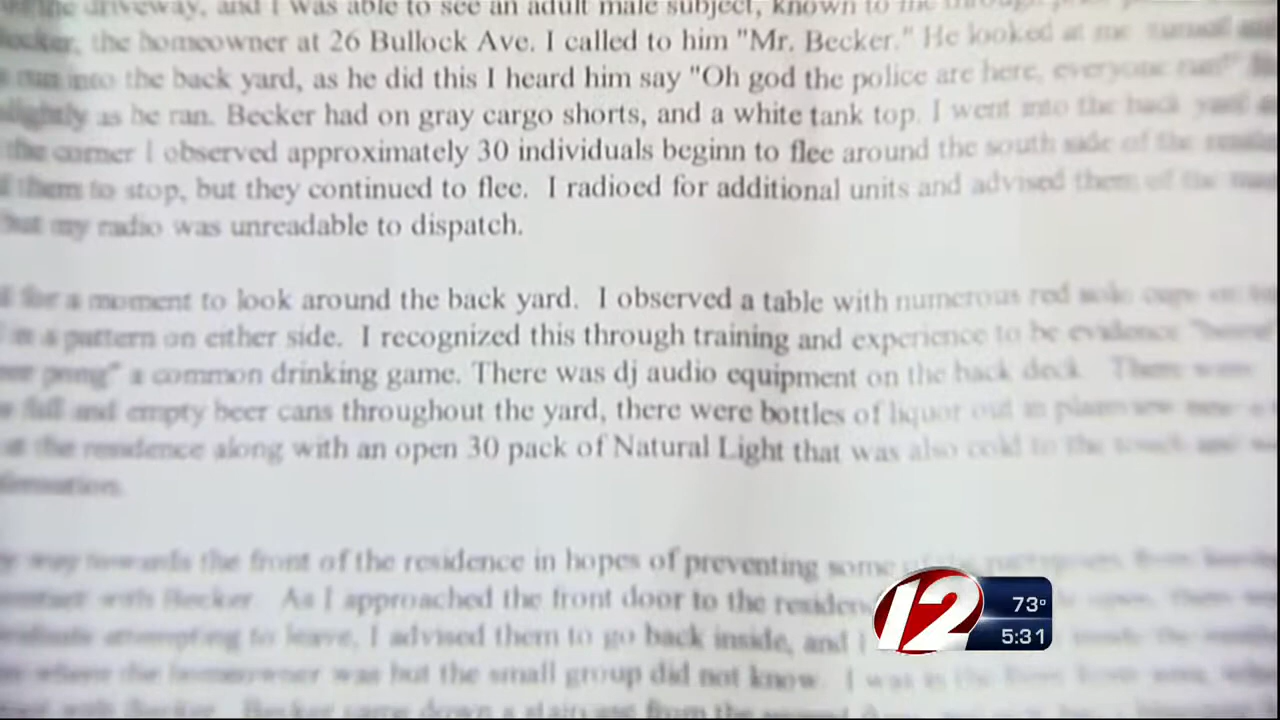 the driveway, and I was able to see an adult male subject, known to me through
the homeowner at 26 Bullock Ave. I called to him "Mr. Becker." He looked at me turned
run into the back yard, as he did this I heard him say "Oh god the police are here, everyone run!"
slightly as he ran. Becker had on gray cargo shorts, and a white tank top. I went into the back yard
the corner I observed approximately 30 individuals beginn to flee around the south side of the
them to stop, but they continued to flee. I radioed for additional units and advised them of the
but my radio was unreadable to dispatch.
for a moment to look around the back yard. I observed a table with numerous red solo cups
in a pattern on either side. I recognized this through training and experience to be evidence
pong" a common drinking game. There was dj audio equipment on the back deck. There were
full and empty beer cans throughout the yard, there were bottles of liquor out in plainview
at the residence along with an open 30 pack of Natural Light that was also cold to the touch and
way towards the front of the residence in hopes of preventing some of the
contact with Becker. As I approached the front door to the
attempting to leave, I advised them to go back inside, and I
where the homeowner was but the small group did not know. I was in the
with Becker. Becker came down a staircase from the
12
73°
5:31